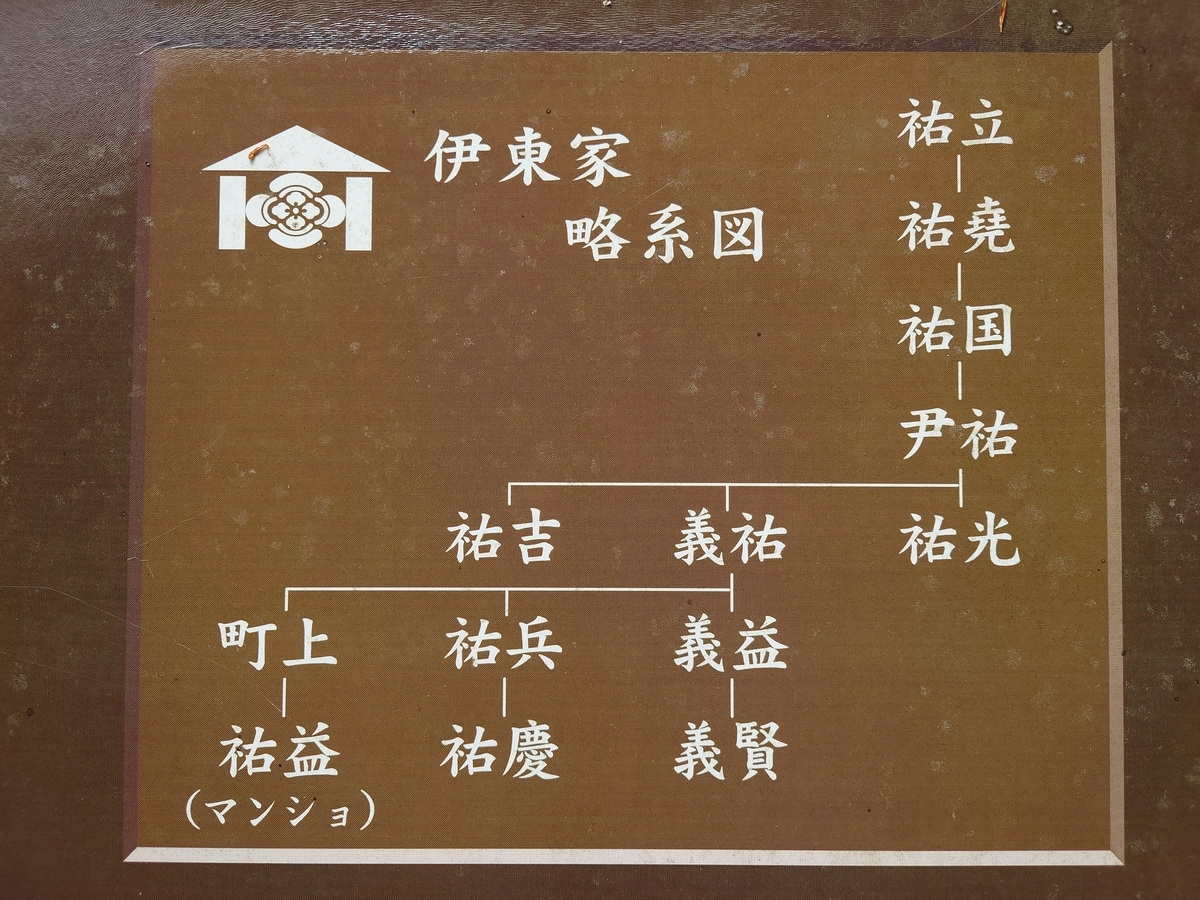 伊東家
略系図
祐立
祐堯
祐国
尹祐
祐吉 義祐 祐光
町上 祐兵 義益
祐益 祐慶 義賢
(マンショ)